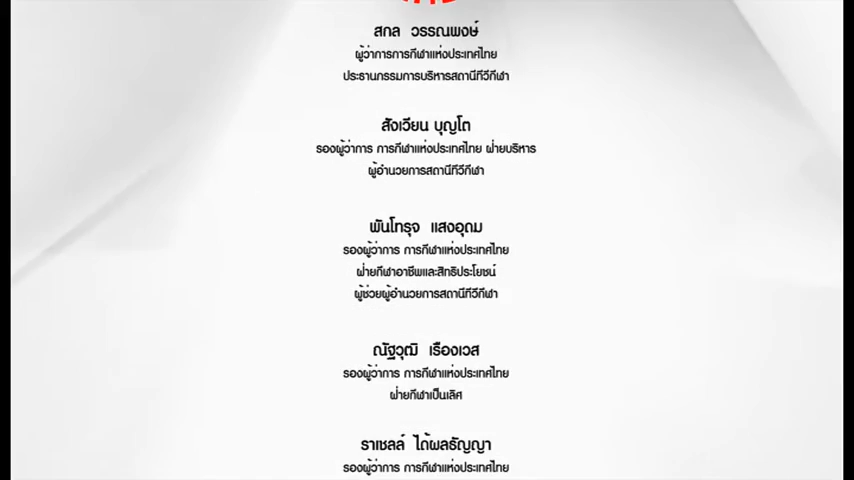 สกล วรรณพงษ์
ผู้ว่าการการกีฬาแห่งประเทศไทย
ประธานกรรมการบริหารสถานีทีวีกีฬา
สังเวียน บุญโต
รองผู้ว่าการ การกีฬาแห่งประเทศไทย ฝ่ายบริหาร
ผู้อำนวยการสถานีทีวีกีฬา
พันโทรุจ แสงอุดม
รองผู้ว่าการ การกีฬาแห่งประเทศไทย
ฝ่ายกีฬาอาชีพและสิทธิประโยชน์
ผู้ช่วยผู้อำนวยการสถานีทีวีกีฬา
ณัฐวุฒิ เรืองเวส
รองผู้ว่าการ การกีฬาแห่งประเทศไทย
ฝ่ายกีฬาเป็นเลิศ
ราเชลล์ ได้ผลธัญญา
รองผู้ว่าการ การกีฬาแห่งประเทศไทย